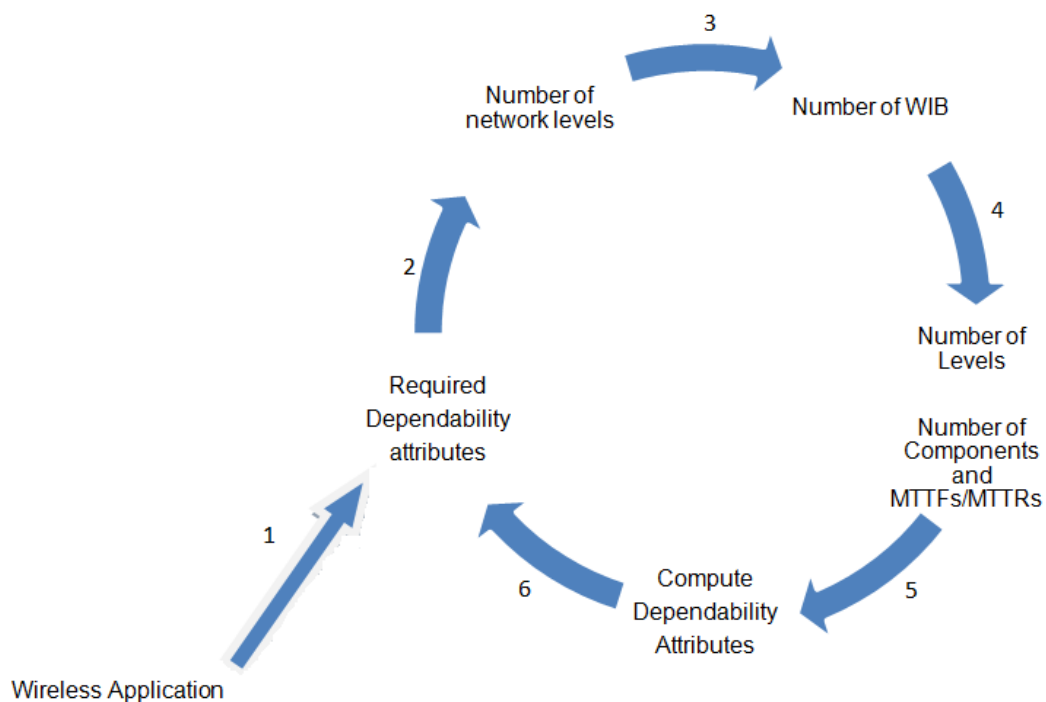 3
Number of
network levels
Number of WIB
2
4
Number of
Levels
Required
Dependability
attributes
Number of
Components
and
MTTFs/MTTRs
1
6
5
Compute
Dependability
Attributes
Wireless Application